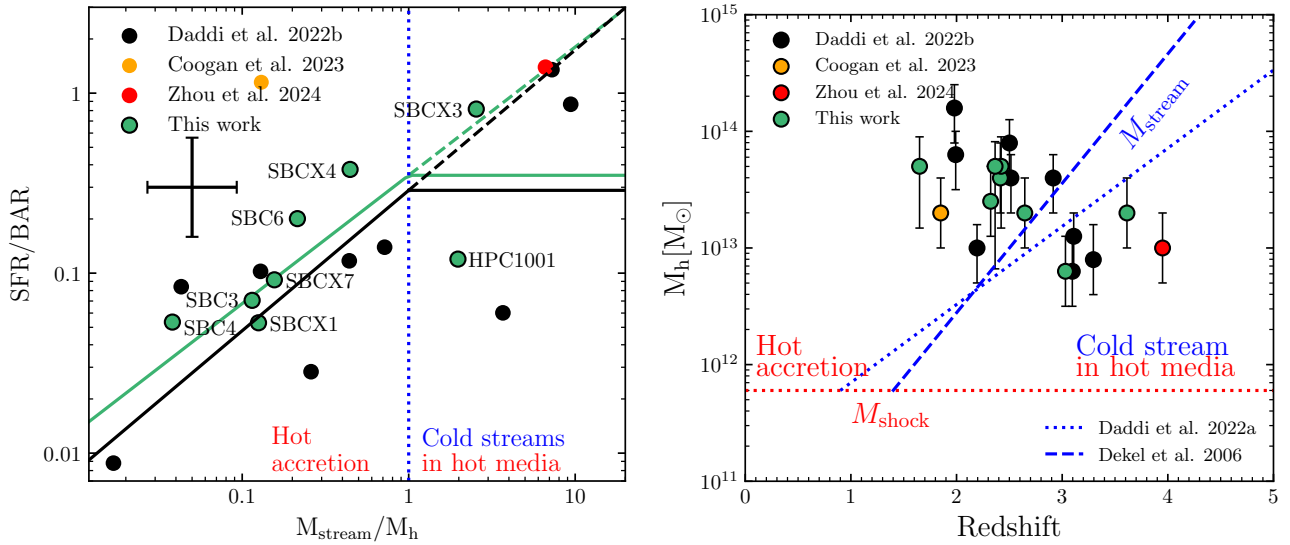 Daddi et al. 2022b
Coogan et al. 2023
Zhou et al. 2024
This work
SBCX3
SBCX4
SBC6
HPC1001
SBCX7
SBC3
SBC4
SBCX1
Hot
accretion
Cold streams
in hot media
1
0.1
0.01
0.1
1
10
SFR/BAR
M_stream/M_h
Daddi et al. 2022b
Coogan et al. 2023
Zhou et al. 2024
This work
M_stream
Hot
accretion
Cold stream
in hot media
M_shock
Daddi et al. 2022a
Dekel et al. 2006
10^15
10^14
10^13
10^12
10^11
0
1
2
3
4
5
M_h[M_⊙]
Redshift